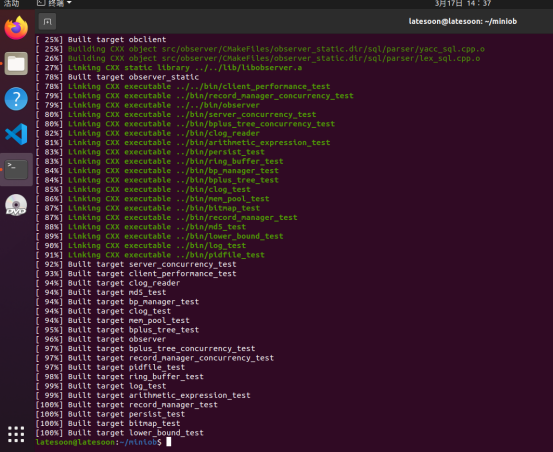 活动
终端
3月17日 14:37
latesoon@latesoon: ~/miniob
[ 25%] Built target obclient
[ 25%] Building CXX object src/observer/CMakeFiles/observer_static.dir/sql/parser/yacc_sql.cpp.o
[ 26%] Building CXX object src/observer/CMakeFiles/observer_static.dir/sql/parser/lex_sql.cpp.o
[ 27%] Linking CXX static library ../../lib/libobserver.a
[ 78%] Built target observer_static
[ 78%] Linking CXX executable ../../bin/client_performance_test
[ 79%] Linking CXX executable ../bin/record_manager_concurrency_test
[ 79%] Linking CXX executable ../../bin/observer
[ 80%] Linking CXX executable ../bin/server_concurrency_test
[ 80%] Linking CXX executable ../bin/bplus_tree_concurrency_test
[ 82%] Linking CXX executable ../bin/clog_reader
[ 81%] Linking CXX executable ../bin/arithmetic_expression_test
[ 83%] Linking CXX executable ../bin/persist_test
[ 83%] Linking CXX executable ../bin/ring_buffer_test
[ 84%] Linking CXX executable ../bin/bp_manager_test
[ 84%] Linking CXX executable ../bin/bplus_tree_test
[ 85%] Linking CXX executable ../bin/clog_test
[ 86%] Linking CXX executable ../bin/mem_pool_test
[ 87%] Linking CXX executable ../bin/bitmap_test
[ 87%] Linking CXX executable ../bin/record_manager_test
[ 88%] Linking CXX executable ../bin/md5_test
[ 89%] Linking CXX executable ../bin/lower_bound_test
[ 90%] Linking CXX executable ../bin/log_test
[ 91%] Linking CXX executable ../bin/pidfile_test
[ 92%] Built target server_concurrency_test
[ 93%] Built target client_performance_test
[ 94%] Built target clog_reader
[ 94%] Built target md5_test
[ 94%] Built target bp_manager_test
[ 94%] Built target clog_test
[ 94%] Built target mem_pool_test
[ 95%] Built target bplus_tree_test
[ 96%] Built target observer
[ 97%] Built target bplus_tree_concurrency_test
[ 97%] Built target record_manager_concurrency_test
[ 97%] Built target pidfile_test
[ 98%] Built target ring_buffer_test
[ 99%] Built target log_test
[ 99%] Built target arithmetic_expression_test
[100%] Built target record_manager_test
[100%] Built target persist_test
[100%] Built target bitmap_test
[100%] Built target lower_bound_test
latesoon@latesoon:~/miniob$